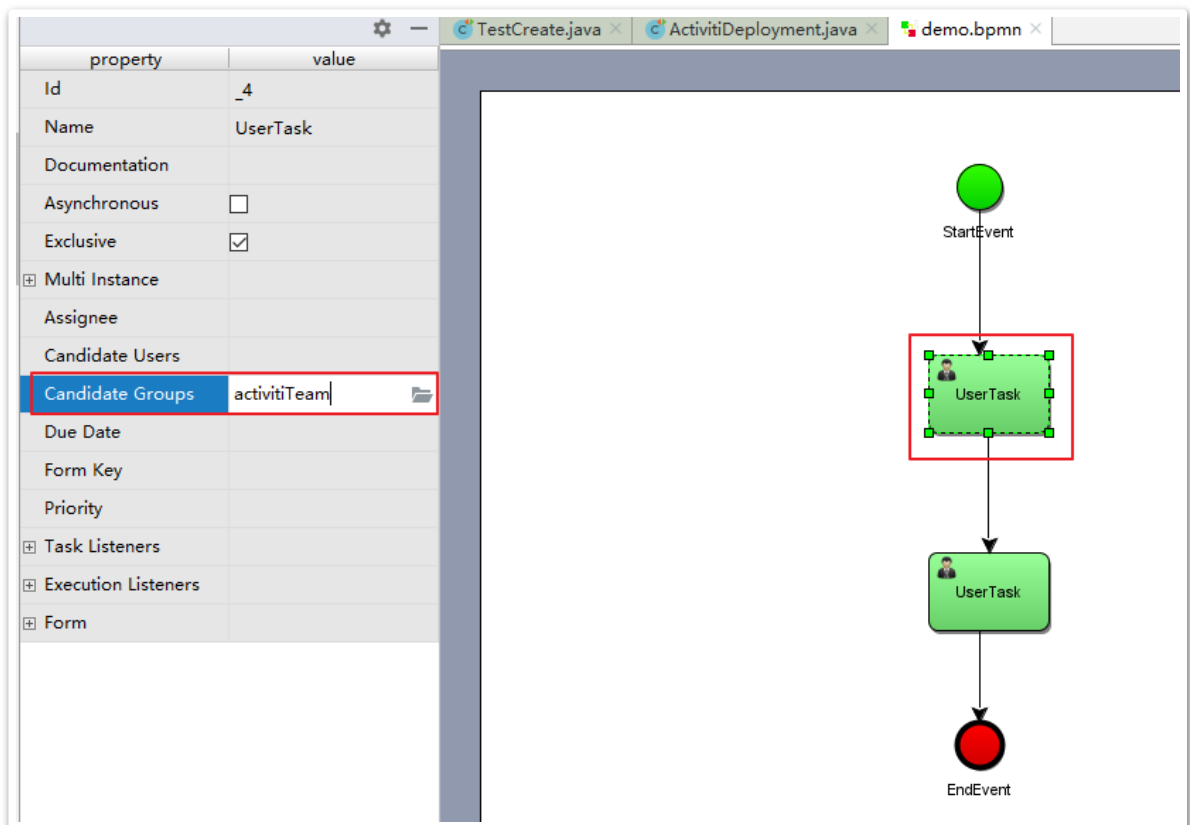 TestCreate.java
ActivitiDeployment.java
demo.bpmn
property value
Id _4
Name UserTask
Documentation
Asynchronous
Exclusive
Multi Instance
Assignee
Candidate Users
Candidate Groups activitiTeam
Due Date
Form Key
Priority
Task Listeners
Execution Listeners
Form
StartEvent
UserTask
UserTask
EndEvent